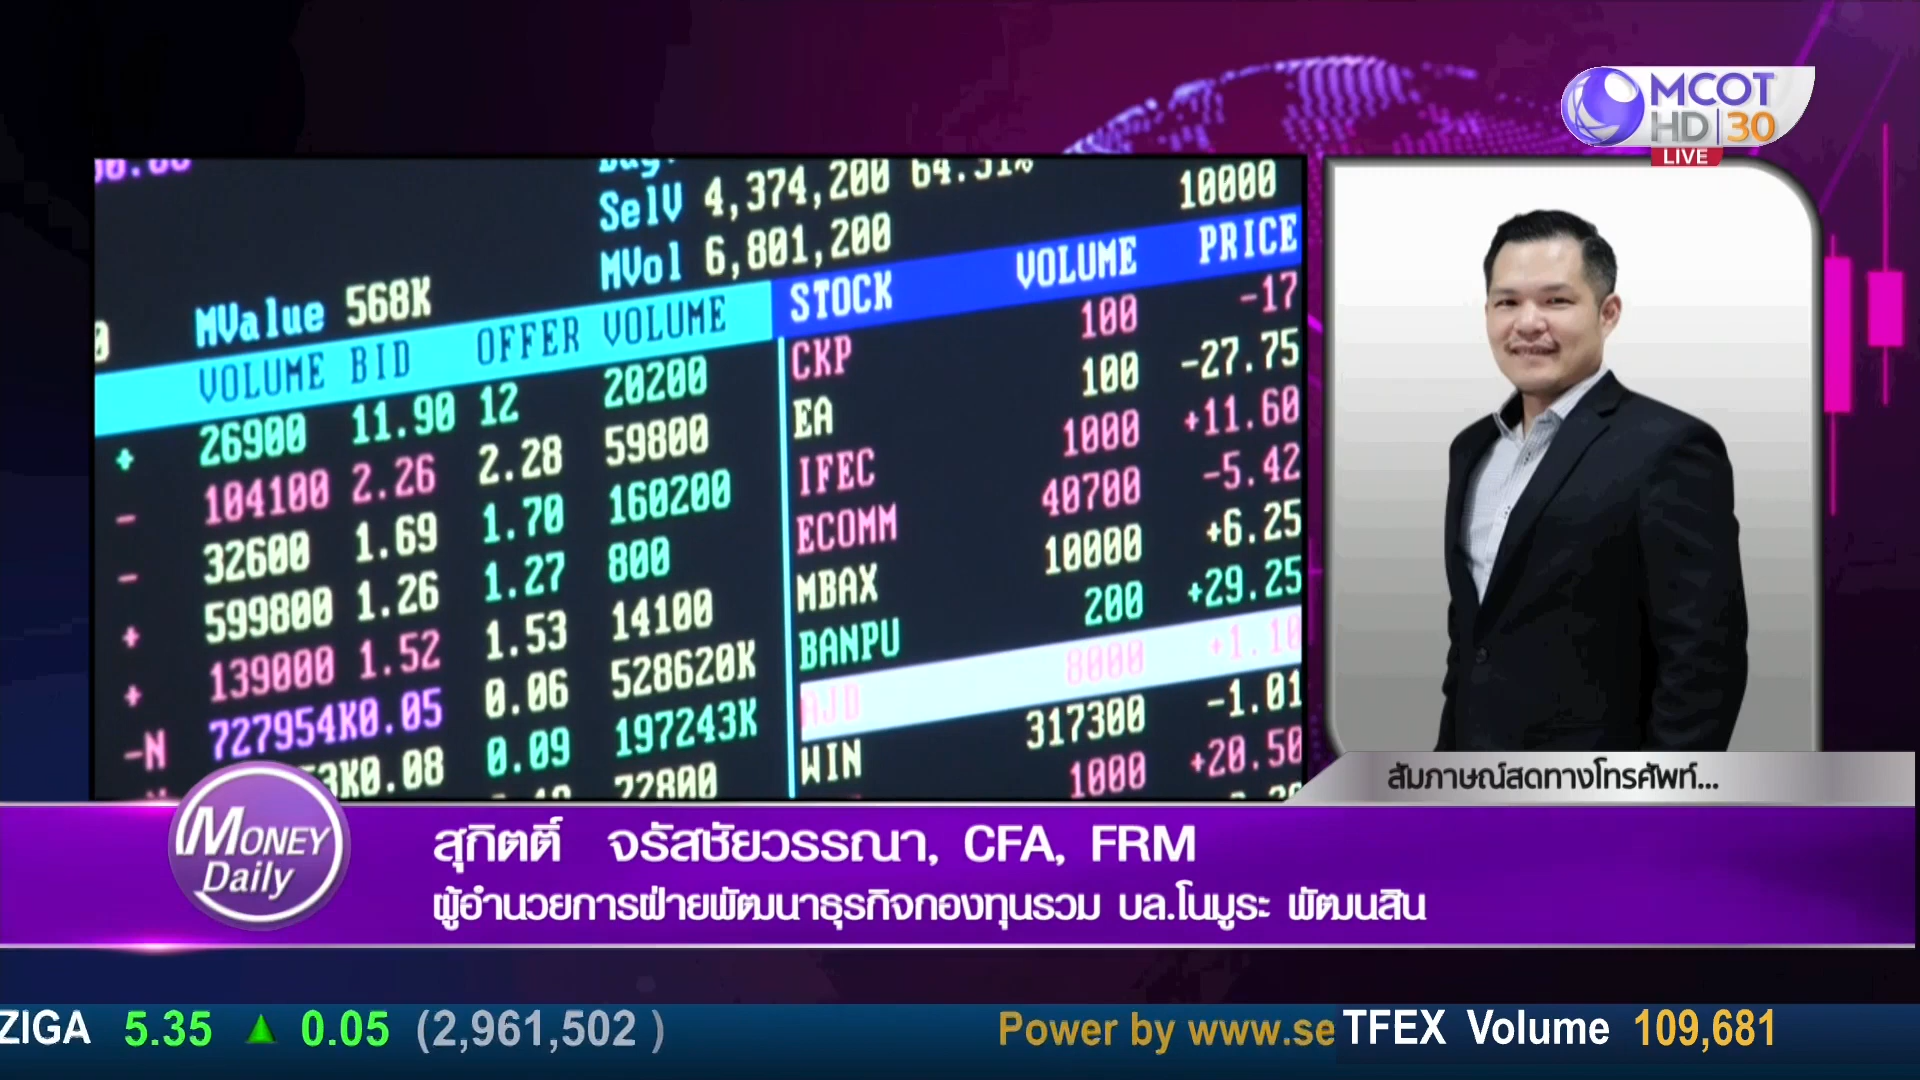 MCOT
HD 30
LIVE
SelV 4,374,200 64.31%
MVol 6,801,200
10000
MValue 568K
VOLUME BID OFFER VOLUME
STOCK VOLUME PRICE
+ 26900 11.90 12 20200
- 104100 2.26 2.28 59800
- 32600 1.69 1.70 160200
+ 599800 1.26 1.27 800
+ 139000 1.52 1.53 14100
-N 727954K0.05 0.06 528620K
3K0.08 0.09 197243K
72800
CKP 100 -17
EA 100 -27.75
IFEC 1000 +11.60
ECOMM 40700 -5.42
MBAX 10000 +6.25
BANPU 200 +29.25
AJD 8000 +1.10
WIN 317300 -1.01
1000 +20.50
สัมภาษณ์สดทางโทรศัพท์...
MONEY
Daily
สุกิตติ์ จรัสชัยวรรณา, CFA, FRM
ผู้อำนวยการฝ่ายพัฒนาธุรกิจกองทุนรวม บล.โนมูระ พัฒนสิน
ZIGA 5.35 ▲ 0.05 (2,961,502 ) Power by www.se TFEX Volume 109,681